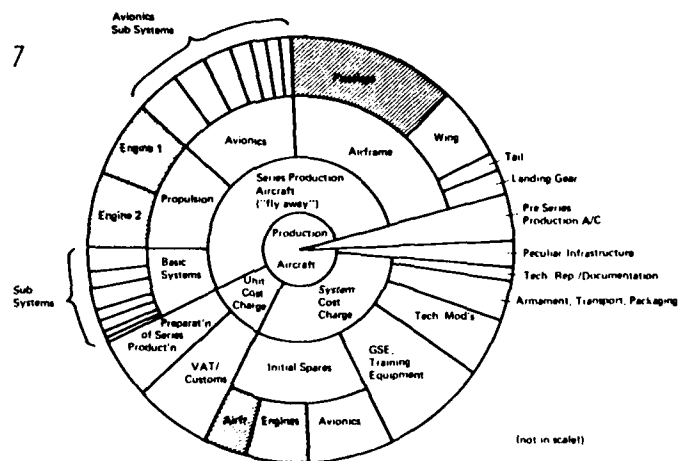 Avionics
Sub Systems
7
Wing
Tail
Landing Gear
Pre Series
Production A/C
Peculiar Infrastructure
Tech. Rep./Documentation
Armament, Transport, Packaging
Airframe
Avionics
Engine 1
Propulsion
Engine 2
Series Production
Aircraft
("fly away")
Production
Aircraft
Basic
Systems
Sub
Systems
Unit
Cost
Charge
System
Cost
Charge
Tech Mod's
Preparat'n
of Series
Product'n
VAT/
Customs
Initial Spares
GSE,
Training
Equipment
Airfr
Engines
Avionics
(not in scale!)